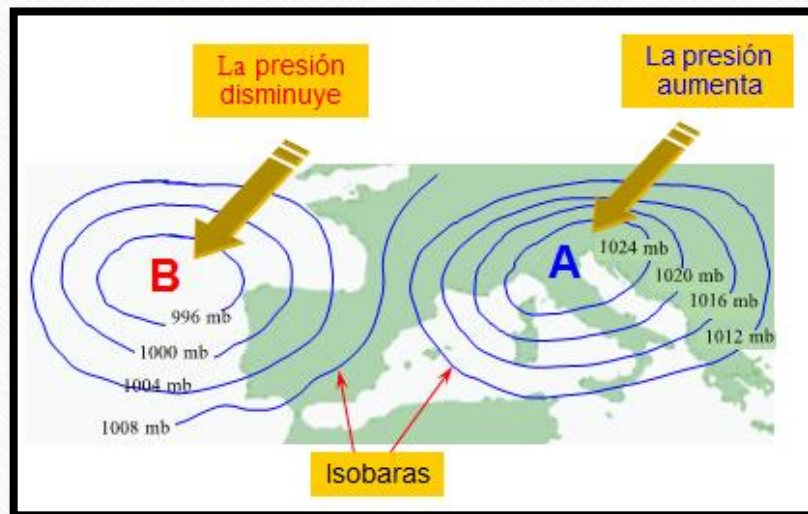 La presión
disminuye
La presión
aumenta
B
996 mb
1000 mb
1004 mb
1008 mb
A
1024 mb
1020 mb
1016 mb
1012 mb
Isobaras